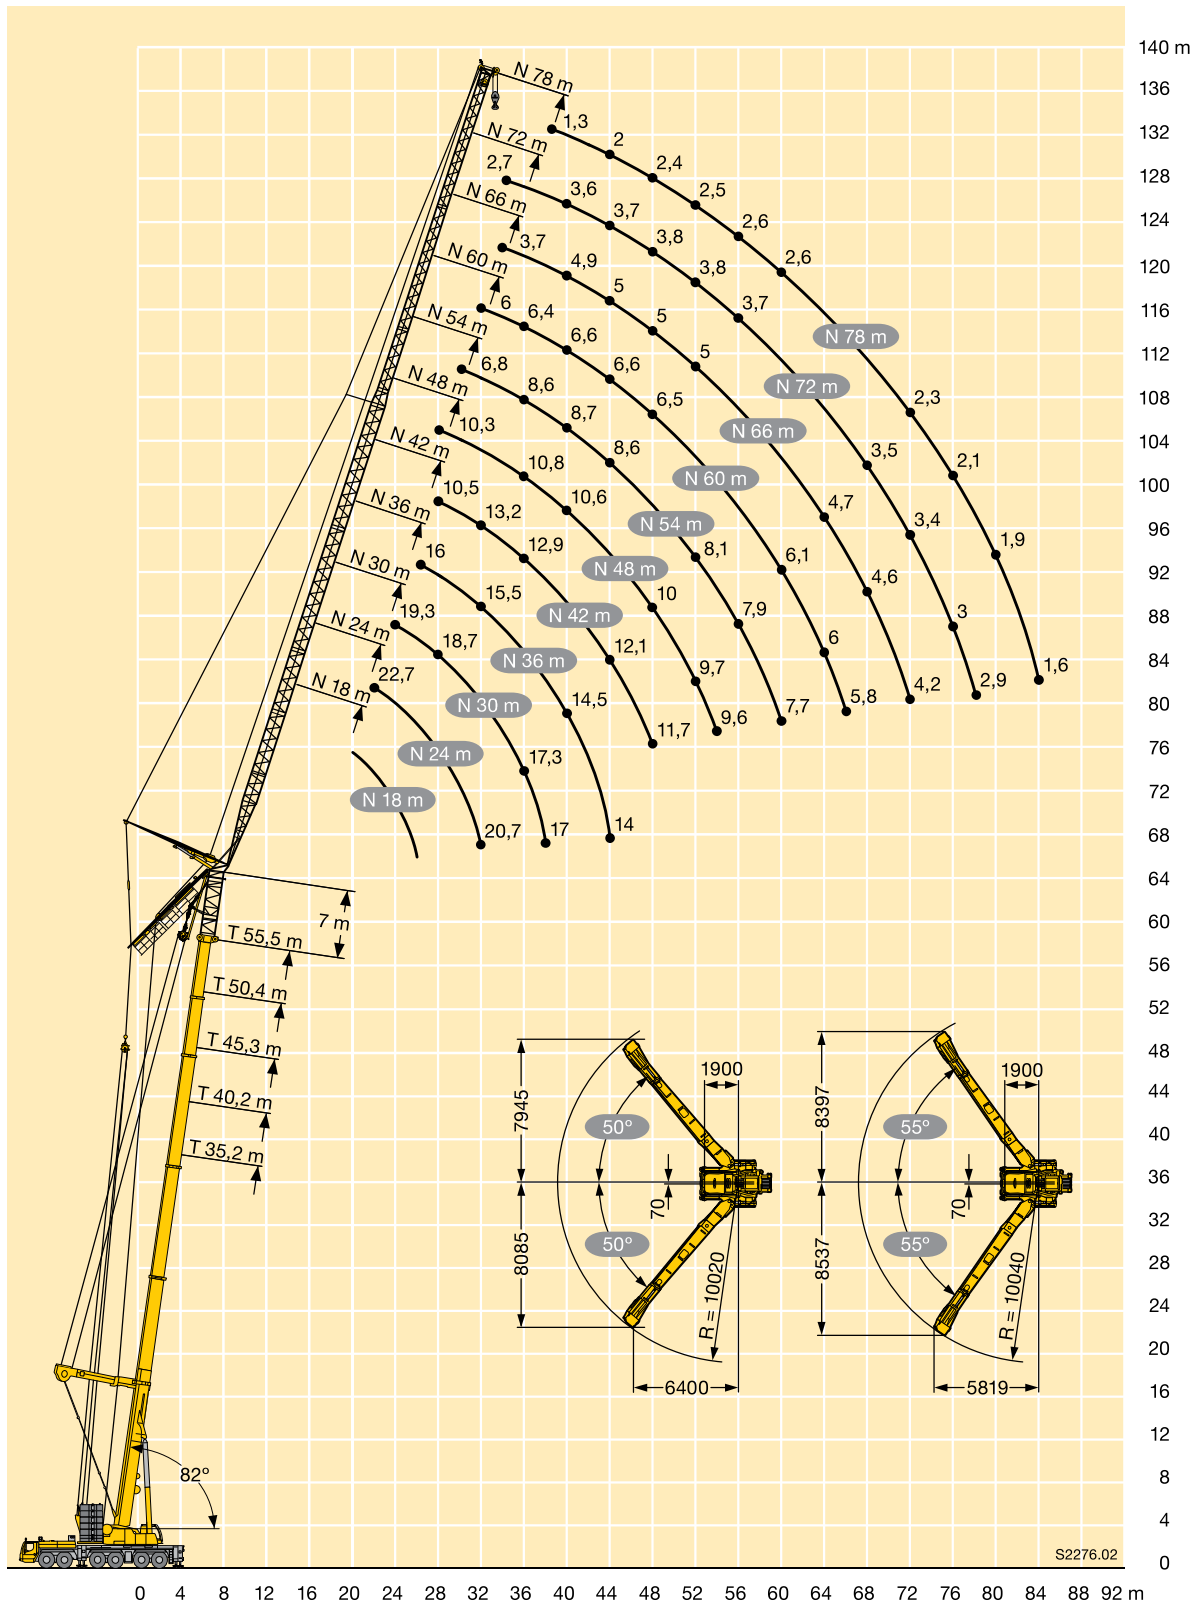 140 m
136
132
128
124
120
116
112
108
104
100
96
92
88
84
80
76
72
68
64
60
56
52
48
44
40
36
32
28
24
20
16
12
8
4
0
N 78 m
N 72 m
N 66 m
N 60 m
N 54 m
N 48 m
N 42 m
N 36 m
N 30 m
N 24 m
N 18 m
1,3 2 2,4 2,5 2,6 2,6 2,3 2,1 1,9 1,6
N 78 m
2,7 3,6 3,7 3,8 3,8 3,7 3,5 3,4 3 2,9
N 72 m
3,7 4,9 5 5 5 4,7 4,6 4,2
N 66 m
6 6,4 6,6 6,6 6,5 6,1 6 5,8
N 60 m
6,8 8,6 8,7 8,6 8,1 7,9 7,7
N 54 m
10,3 10,8 10,6 10 9,7 9,6
N 48 m
10,5 13,2 12,9 12,1 11,7
N 42 m
16 15,5 14,5 14
N 36 m
19,3 18,7 17,3 17
N 30 m
22,7 20,7
N 24 m
N 18 m
7 m
T 55,5 m
T 50,4 m
T 45,3 m
T 40,2 m
T 35,2 m
82°
7945
8085
1900
50°
50°
70
R = 10020
6400
8397
8537
1900
55°
55°
70
R = 10040
5819
S2276.02
0 4 8 12 16 20 24 28 32 36 40 44 48 52 56 60 64 68 72 76 80 84 88 92 m